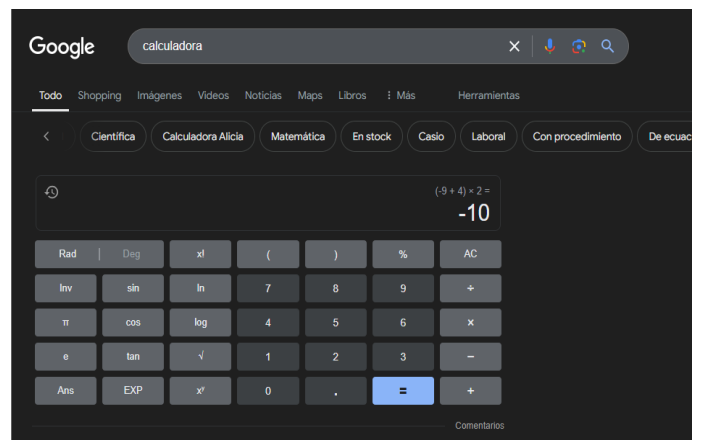 Google calculadora
Todo Shopping Imágenes Videos Noticias Maps Libros Más Herramientas
Científica Calculadora Alicia Matemática En stock Casio Laboral Con procedimiento De ecuac
(-9 + 4) × 2 =
-10
Rad | Deg x! ( ) % AC
Inv sin ln 7 8 9 ÷
π cos log 4 5 6 ×
e tan √ 1 2 3 −
Ans EXP xʸ 0 . = +
Comentarios